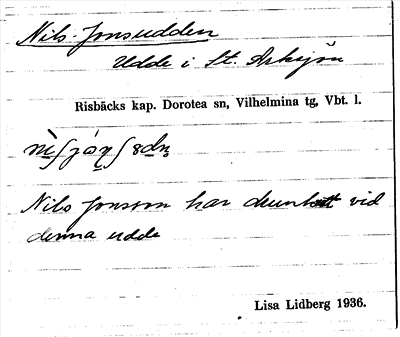 Nils-Jonsudden
Udde i St. Arksjön
Risbäcks kap. Dorotea sn, Vilhelmina tg, Vbt. l.
Nils Jonsson har vid
denna udde
Lisa Lidberg 1936.